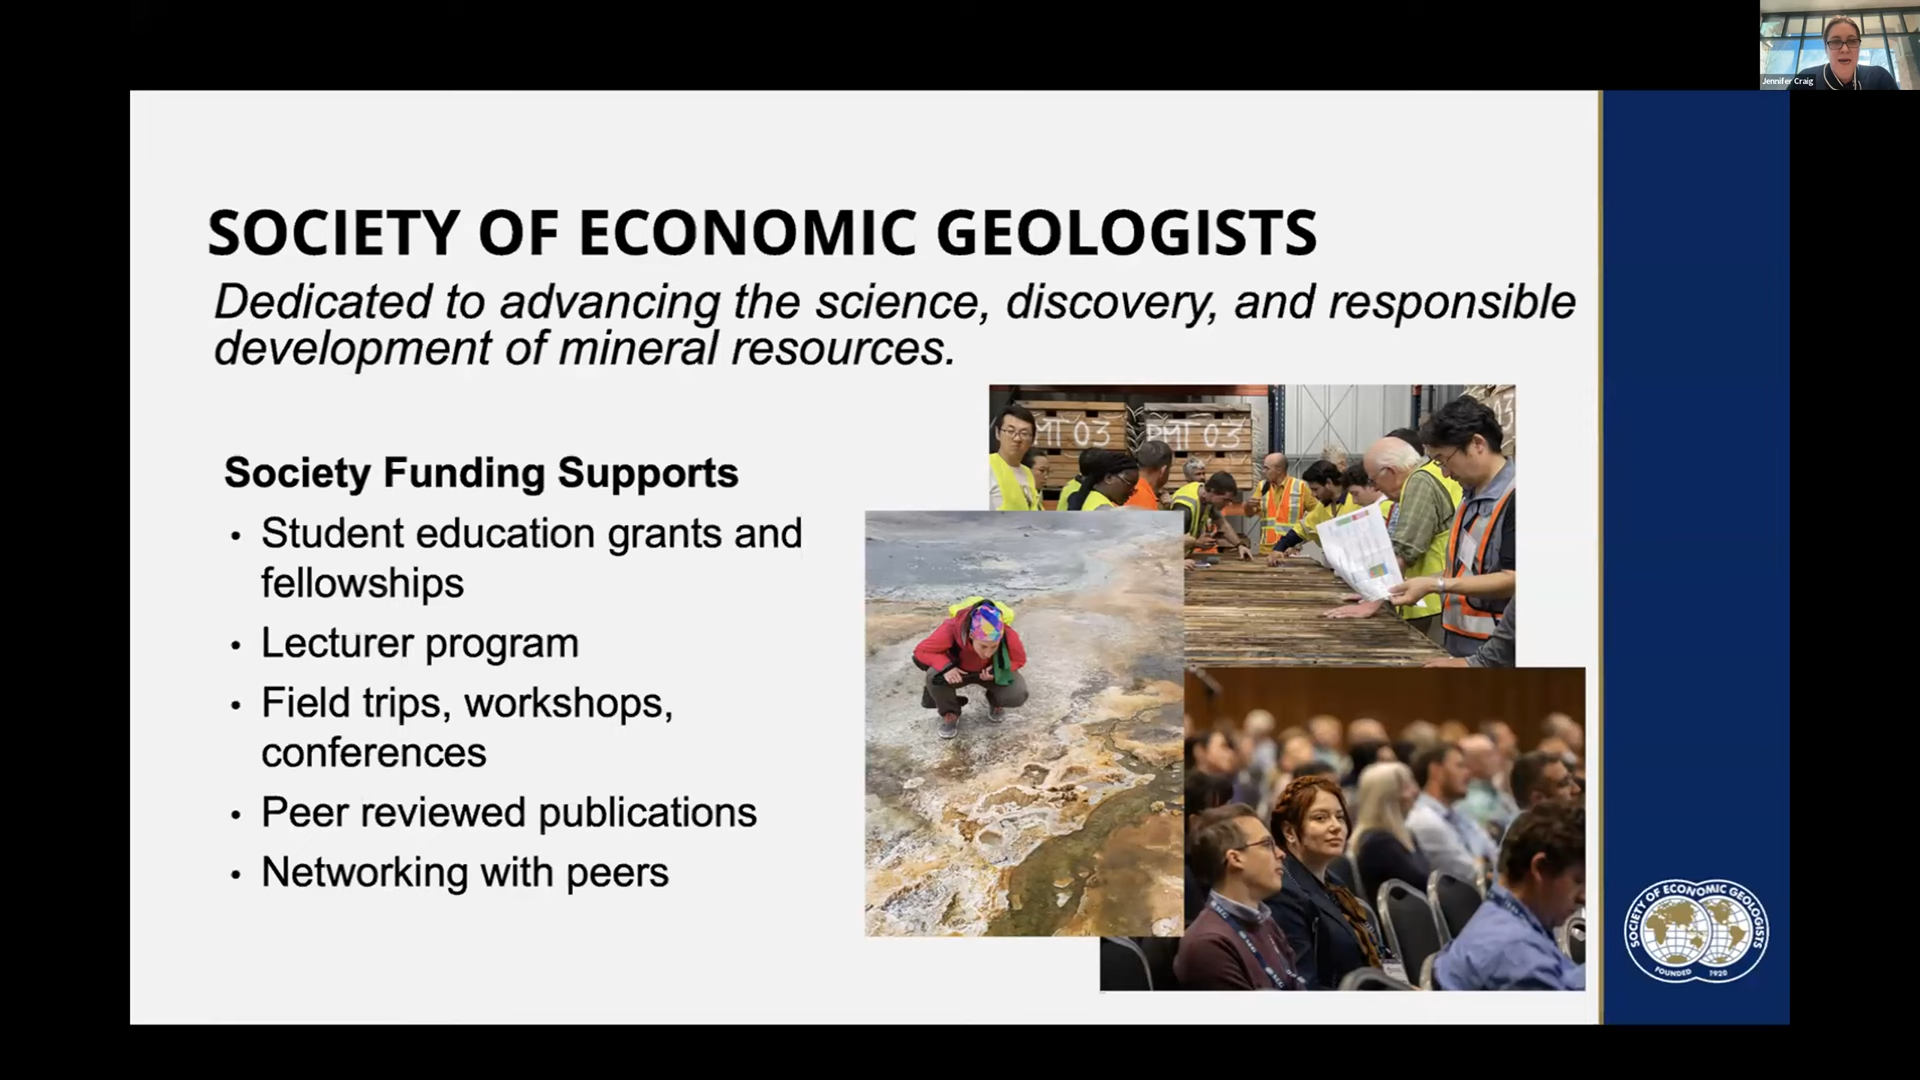 Jennifer Craig
SOCIETY OF ECONOMIC GEOLOGISTS
Dedicated to advancing the science, discovery, and responsible
development of mineral resources.
Society Funding Supports
• Student education grants and
fellowships
• Lecturer program
• Field trips, workshops,
conferences
• Peer reviewed publications
• Networking with peers
MT 03
PMT 03
SOCIETY OF ECONOMIC GEOLOGISTS
FOUNDED 1920